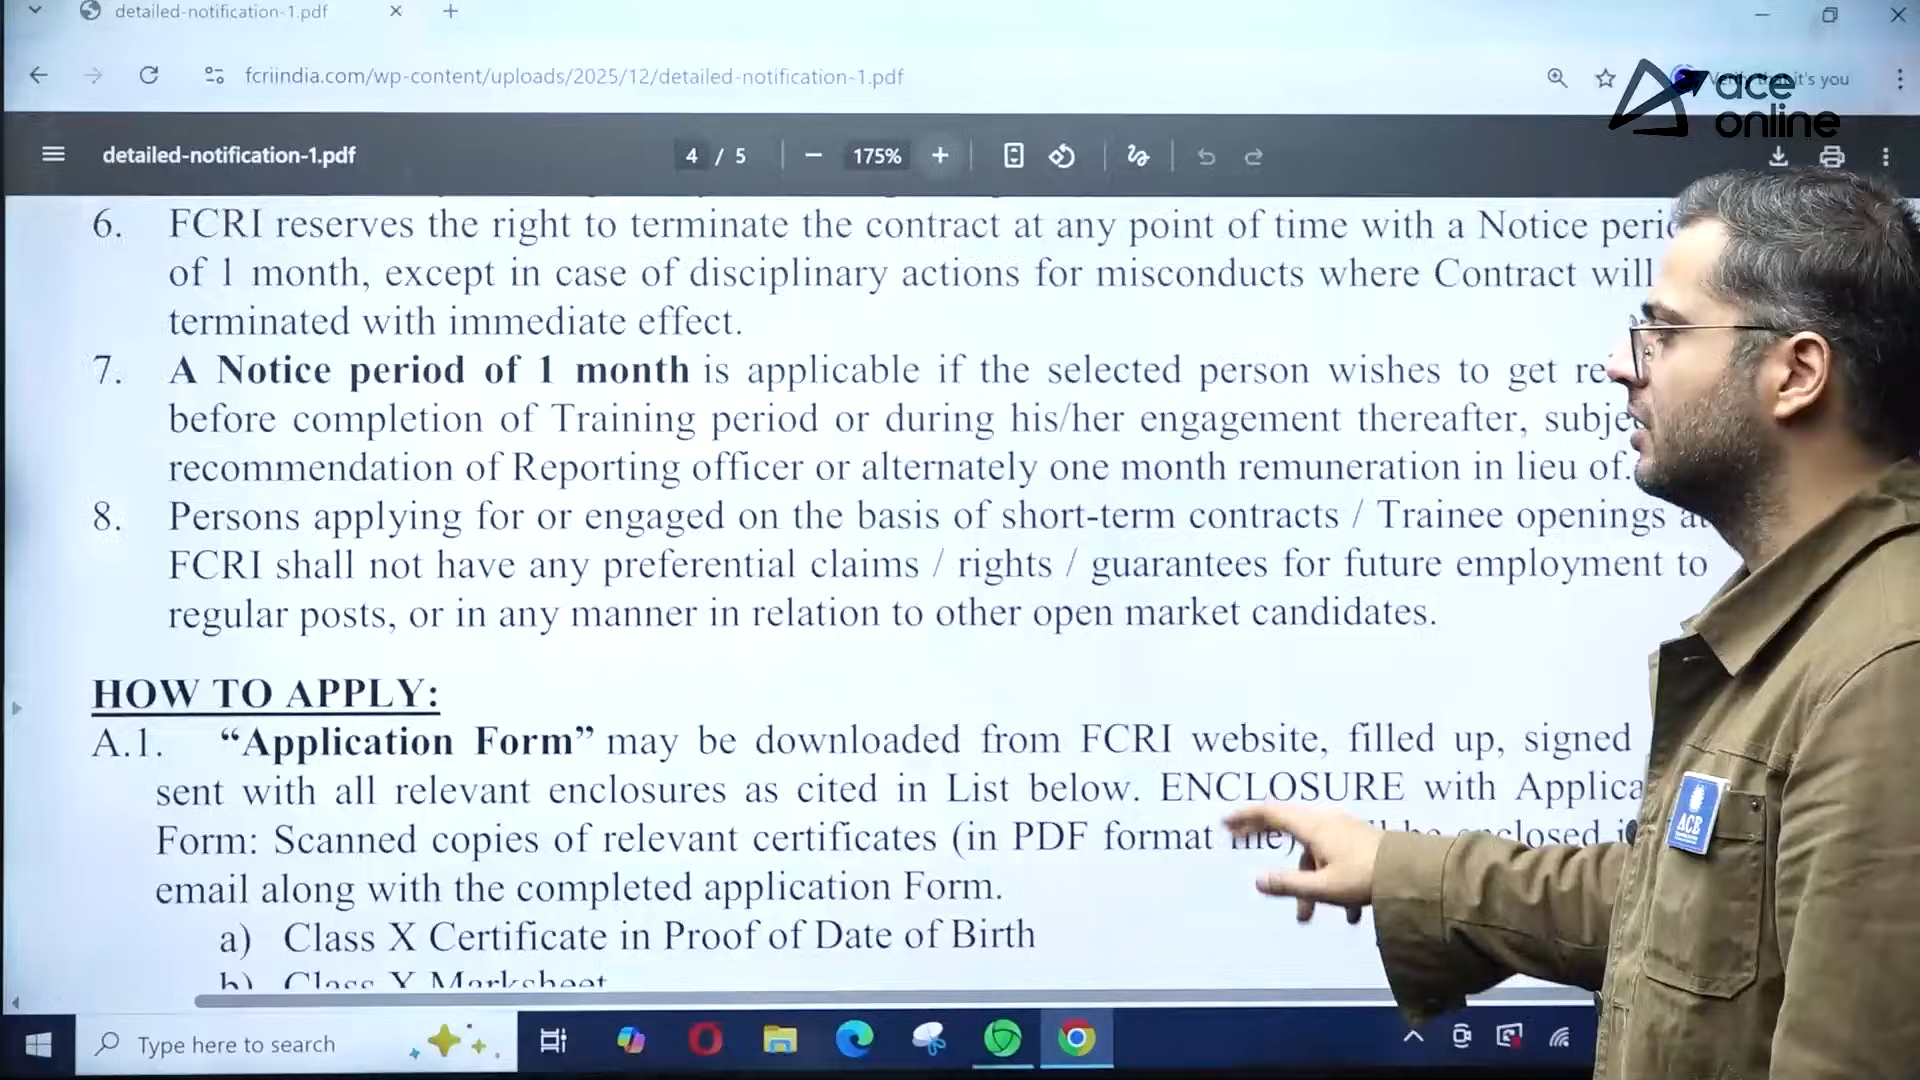 detailed-notification-1.pdf
fcriindia.com/wp-content/uploads/2025/12/detailed-notification-1.pdf
Verify that it's you
ace
online
detailed-notification-1.pdf
4 / 5
175%
6. FCRI reserves the right to terminate the contract at any point of time with a Notice
of 1 month, except in case of disciplinary actions for misconducts where Contract will
terminated with immediate effect.
7. A Notice period of 1 month is applicable if the selected person wishes to get
before completion of Training period or during his/her engagement thereafter,
recommendation of Reporting officer or alternately one month remuneration in lieu of.
8. Persons applying for or engaged on the basis of short-term contracts / Trainee openings
FCRI shall not have any preferential claims / rights / guarantees for future employment to
regular posts, or in any manner in relation to other open market candidates.
HOW TO APPLY:
A.1. “Application Form” may be downloaded from FCRI website, filled up, signed
sent with all relevant enclosures as cited in List below. ENCLOSURE with
Form: Scanned copies of relevant certificates (in PDF format
email along with the completed application Form.
a) Class X Certificate in Proof of Date of Birth
b) Class X Marksheet
ACE
Type here to search